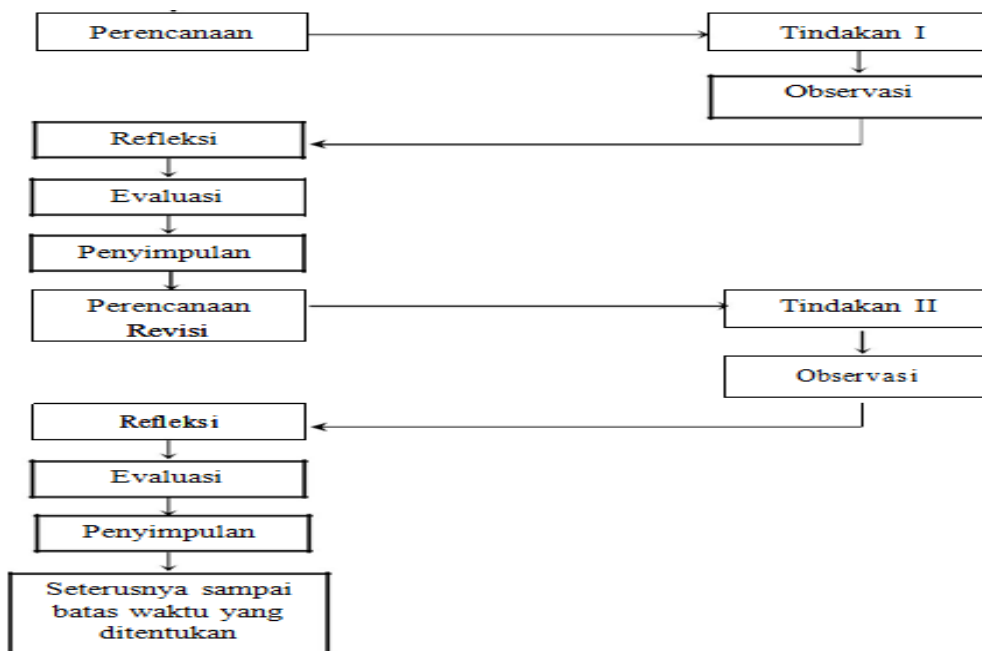 Perencanaan
Tindakan I
Observasi
Refleksi
Evaluasi
Penyimpulan
Perencanaan
Revisi
Tindakan II
Observasi
Refleksi
Evaluasi
Penyimpulan
Seterusnya sampai
batas waktu yang
ditentukan